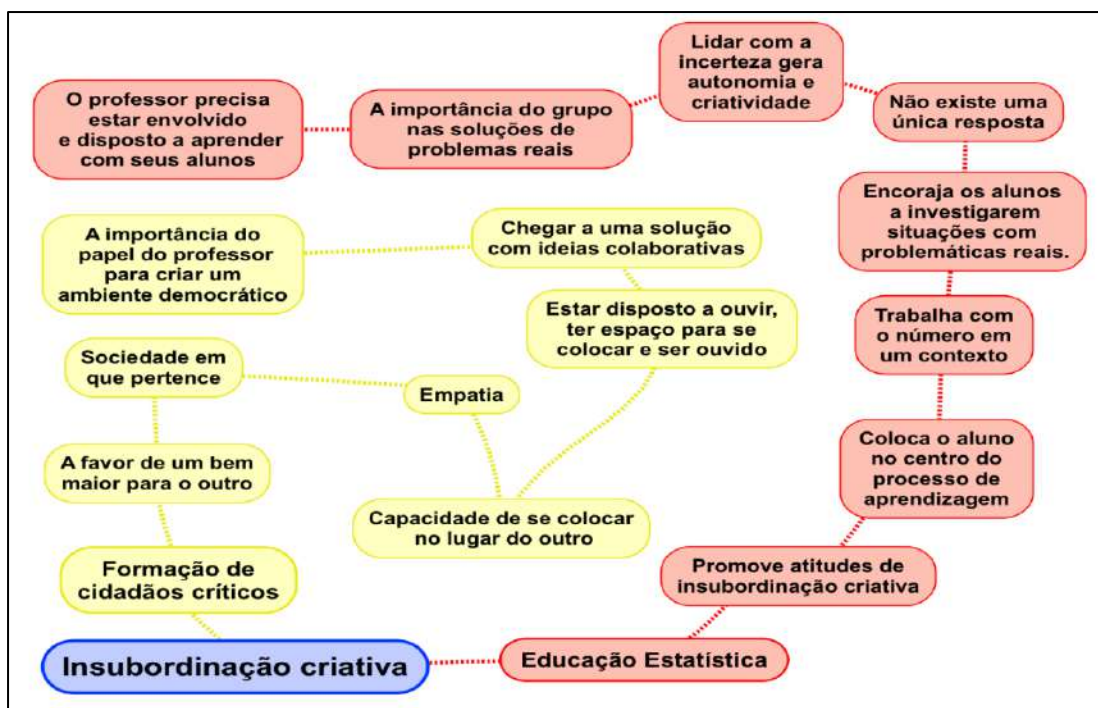 Lidar com a
incerteza gera
autonomia e
criatividade
O professor precisa
estar envolvido
e disposto a aprender
com seus alunos
A importância do grupo
nas soluções de
problemas reais
Não existe uma
única resposta
Encoraja os alunos
a investigarem
situações com
problemáticas reais.
A importância do
papel do professor
para criar um
ambiente democrático
Chegar a uma solução
com ideias colaborativas
Estar disposto a ouvir,
ter espaço para se
colocar e ser ouvido
Trabalha com
o número em
um contexto
Sociedade em
que pertence
Empatia
Coloca o aluno
no centro do
processo de
aprendizagem
A favor de um bem
maior para o outro
Capacidade de se colocar
no lugar do outro
Formação de
cidadãos críticos
Promove atitudes de
insubordinação criativa
Insubordinação criativa
Educação Estatística